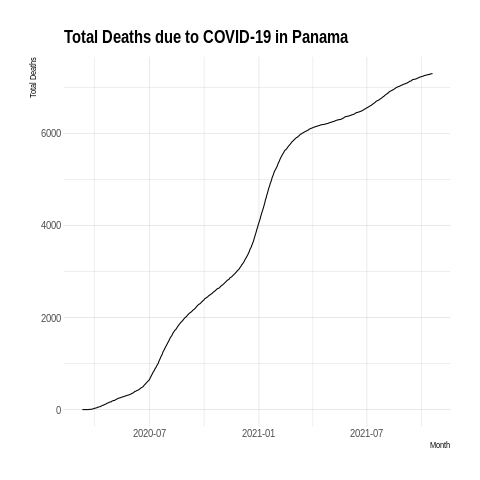 Total Deaths due to COVID-19 in Panama
Total Deaths
6000
4000
2000
0
2020-07
2021-01
2021-07
Month